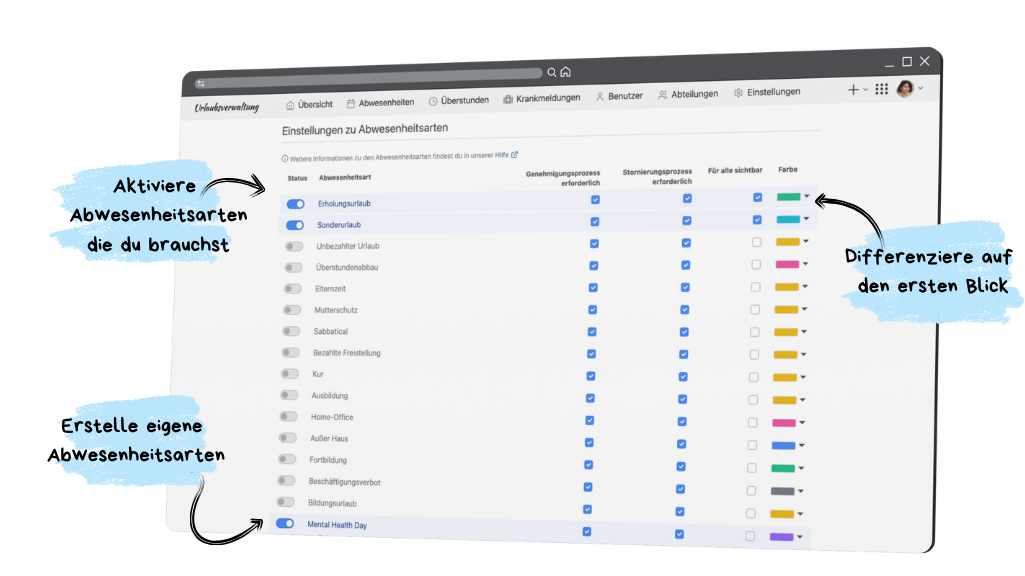 Urlaubsverwaltung
Übersicht
Abwesenheiten
Überstunden
Krankmeldungen
Benutzer
Abteilungen
Einstellungen
Einstellungen zu Abwesenheitsarten
Weitere Informationen zu den Abwesenheitsarten findest du in unserer Hilfe
Status Abwesenheitsart
Genehmigungsprozess
erforderlich
Stornierungsprozess
erforderlich
Für alle sichtbar
Farbe
Erholungsurlaub
Sonderurlaub
Unbezahlter Urlaub
Überstundenabbau
Elternzeit
Mutterschutz
Sabbatical
Bezahlte Freistellung
Kur
Ausbildung
Home-Office
Außer Haus
Fortbildung
Beschäftigungsverbot
Bildungsurlaub
Mental Health Day
Aktiviere
Abwesenheitsarten
die du brauchst
Differenziere auf
den ersten Blick
Erstelle eigene
Abwesenheitsarten